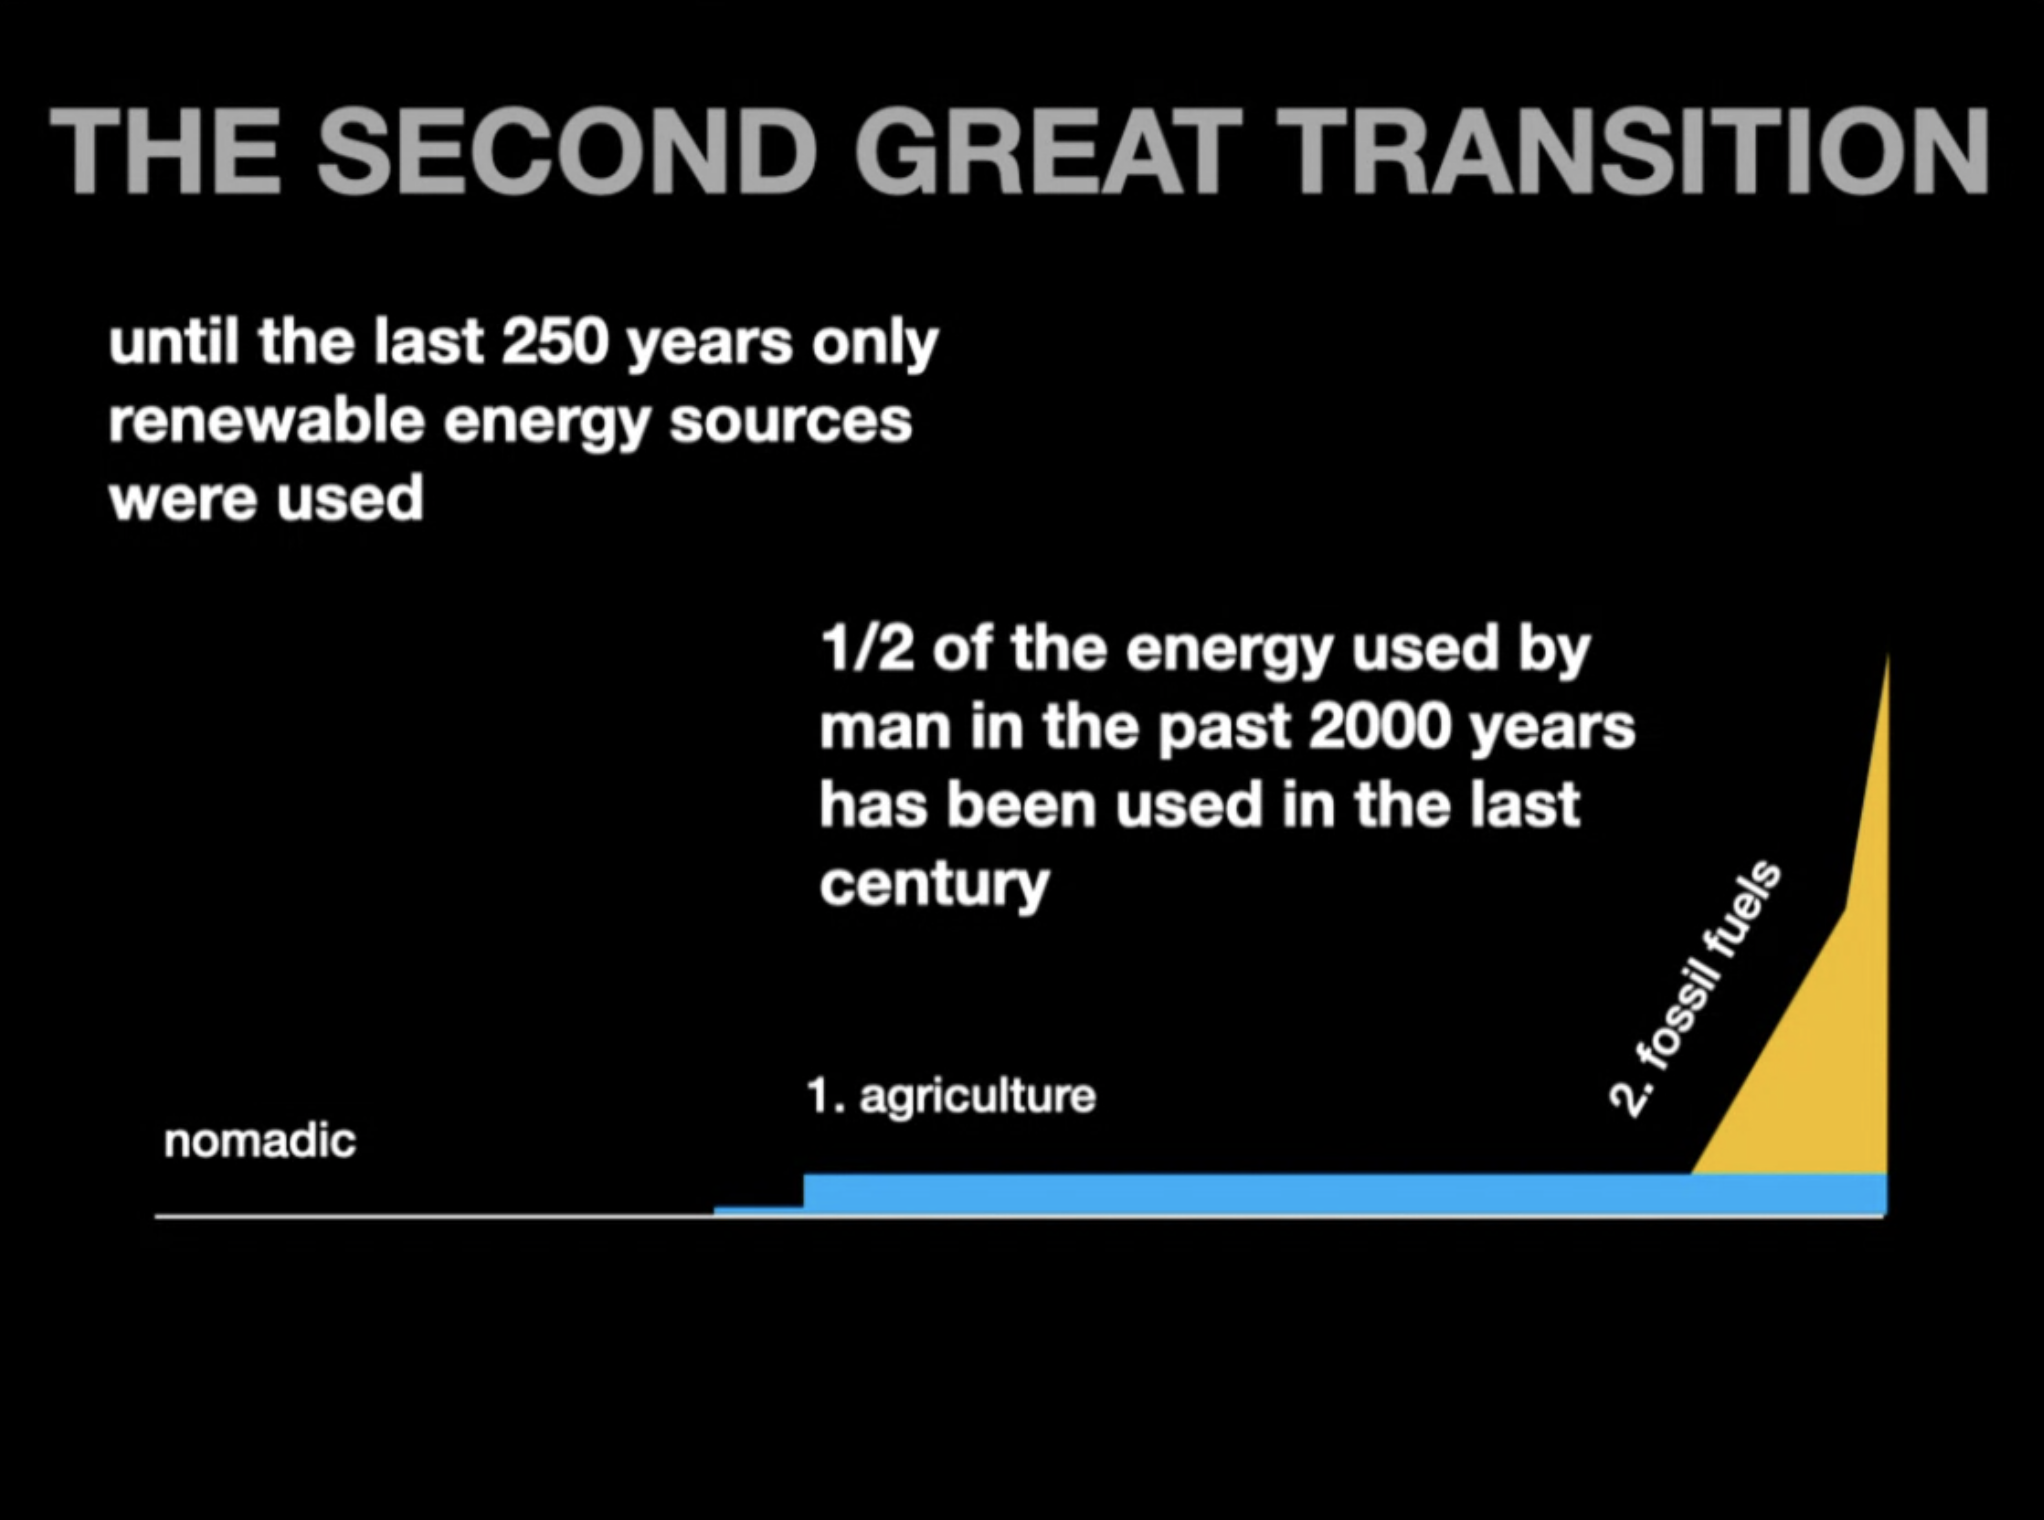 THE SECOND GREAT TRANSITION
until the last 250 years only
renewable energy sources
were used
1/2 of the energy used by
man in the past 2000 years
has been used in the last
century
2. fossil fuels
1. agriculture
nomadic